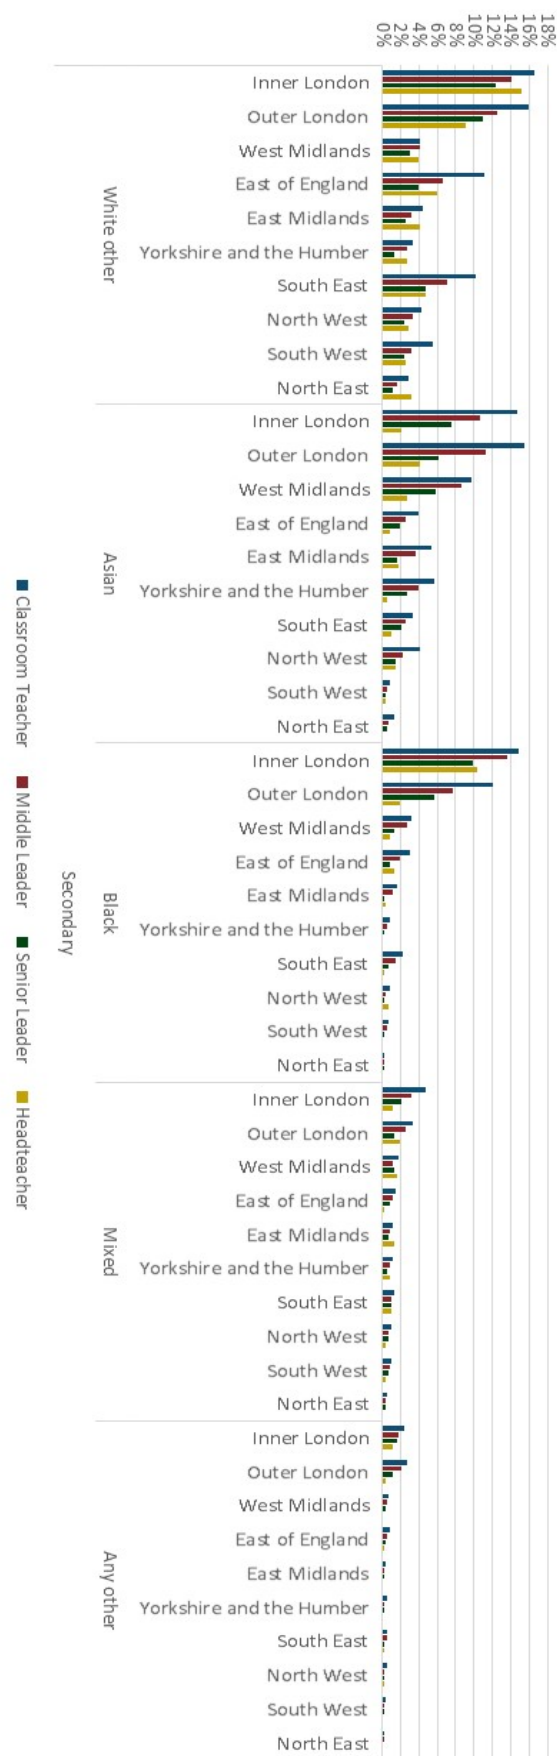 0%
2%
4%
6%
8%
10%
12%
14%
16%
18%
Inner London
Outer London
West Midlands
East of England
East Midlands
Yorkshire and the Humber
South East
North West
South West
North East
White other
Inner London
Outer London
West Midlands
East of England
East Midlands
Yorkshire and the Humber
South East
North West
South West
North East
Asian
Inner London
Outer London
West Midlands
East of England
East Midlands
Yorkshire and the Humber
South East
North West
South West
North East
Black
Inner London
Outer London
West Midlands
East of England
East Midlands
Yorkshire and the Humber
South East
North West
South West
North East
Mixed
Inner London
Outer London
West Midlands
East of England
East Midlands
Yorkshire and the Humber
South East
North West
South West
North East
Any other
Secondary
Classroom Teacher
Middle Leader
Senior Leader
Headteacher